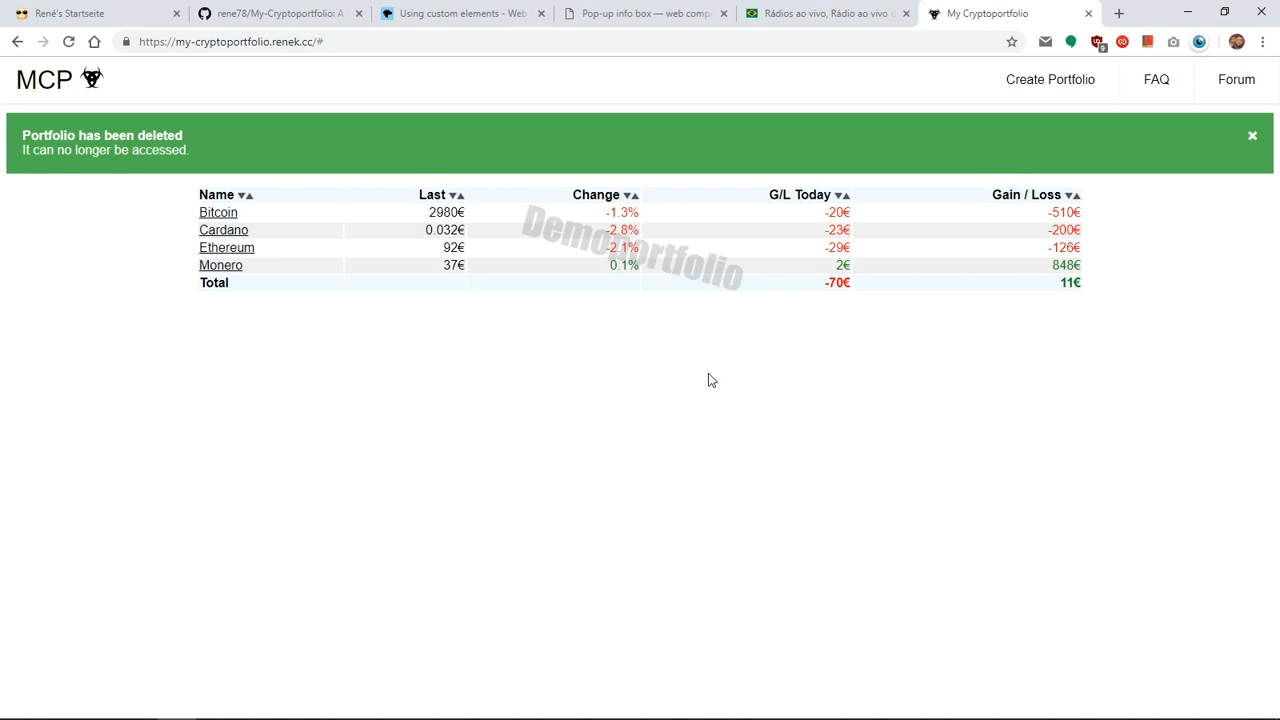 René's Startseite
rene78/My-Cryptoportfolio: A
Using custom elements - Web
Pop-up info box — web comp
Rádios ao vivo, Rádio ao vivo o
My Cryptoportfolio
https://my-cryptoportfolio.renek.cc/#
9
MCP
Create Portfolio
FAQ
Forum
Portfolio has been deleted
It can no longer be accessed.
Name Last Change G/L Today Gain / Loss
Bitcoin 2980€ -1.3% -20€ -510€
Cardano 0.032€ -2.8% -23€ -200€
Ethereum 92€ -2.1% -29€ -126€
Monero 37€ 0.1% 2€ 848€
Total -70€ 11€
Demoportfolio